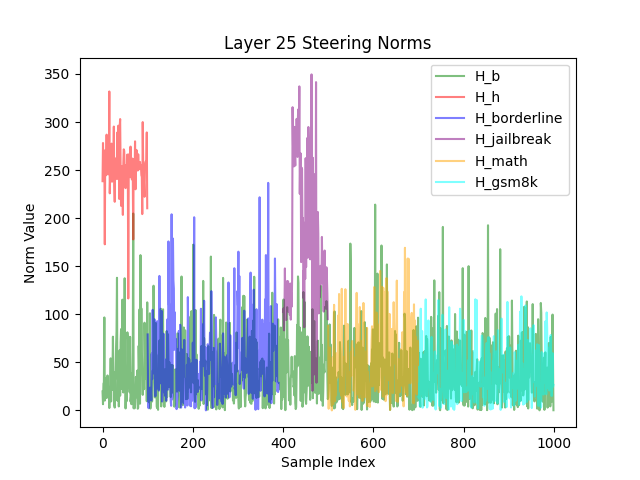 Layer 25 Steering Norms
Norm Value
350
300
250
200
150
100
50
0
H_b
H_h
H_borderline
H_jailbreak
H_math
H_gsm8k
0 200 400 600 800 1000
Sample Index